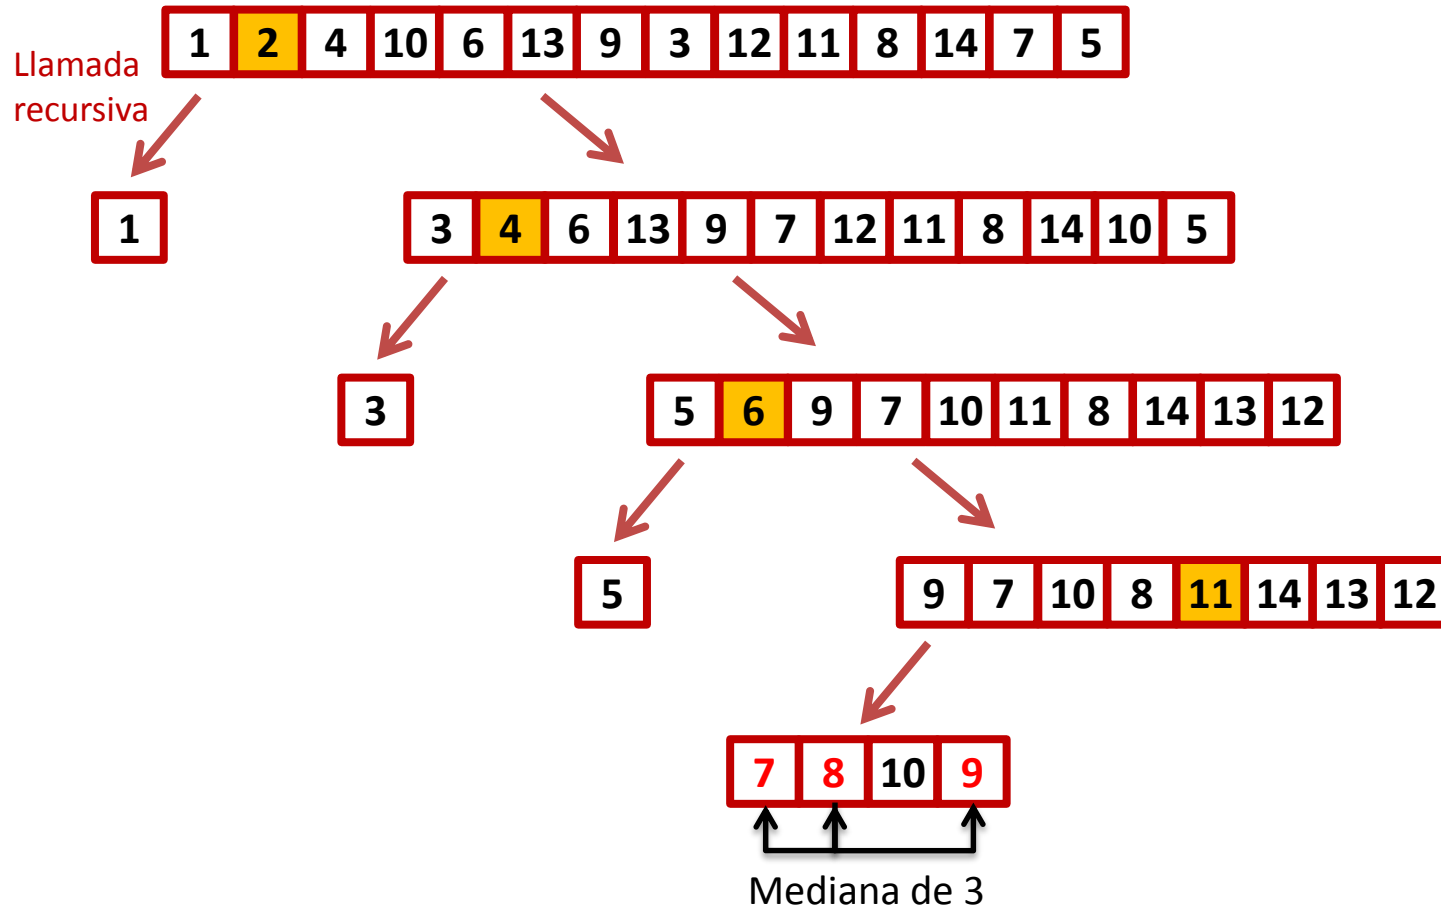 1 2 4 10 6 13 9 3 12 11 8 14 7 5
Llamada
recursiva
1
3 4 6 13 9 7 12 11 8 14 10 5
3
5 6 9 7 10 11 8 14 13 12
5
9 7 10 8 11 14 13 12
7 8 10 9
Mediana de 3